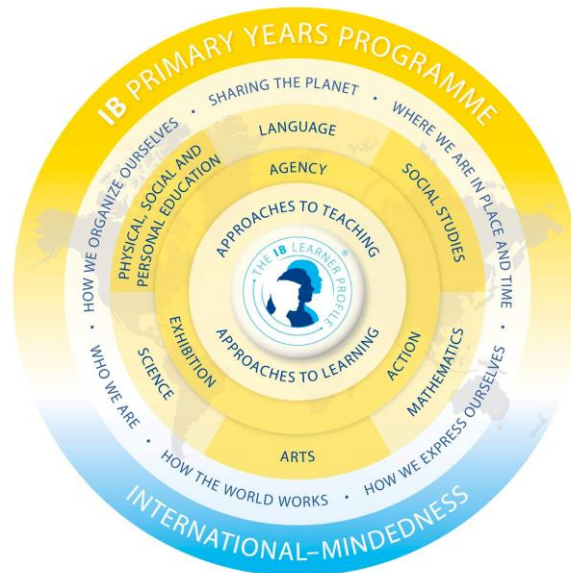 IB PRIMARY YEARS PROGRAMME
SHARING THE PLANET
•
WHERE WE ARE IN PLACE AND TIME
•
HOW WE EXPRESS OURSELVES
•
HOW THE WORLD WORKS
•
WHO WE ARE
•
HOW WE ORGANIZE OURSELVES
•
LANGUAGE
SOCIAL STUDIES
MATHEMATICS
ARTS
SCIENCE
PHYSICAL, SOCIAL AND
PERSONAL EDUCATION
AGENCY
ACTION
EXHIBITION
APPROACHES TO TEACHING
THE IB LEARNER PROFILE
®
APPROACHES TO LEARNING
INTERNATIONAL–MINDEDNESS